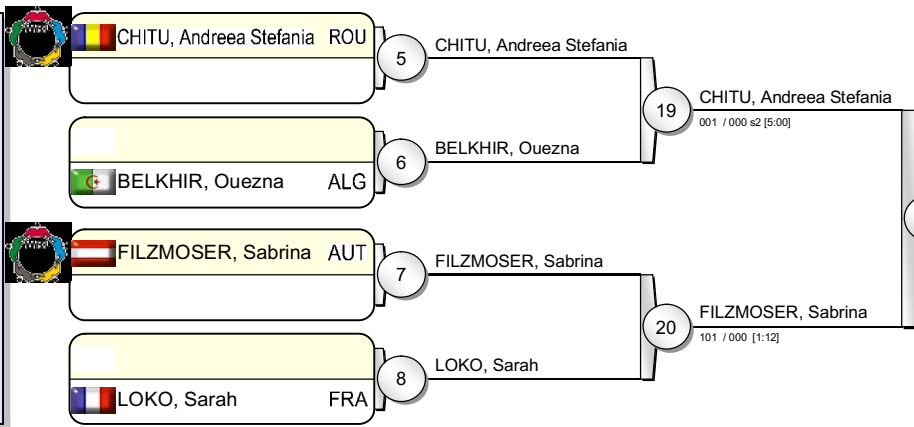 CHITU, Andreea Stefania ROU
5
CHITU, Andreea Stefania
19
CHITU, Andreea Stefania
001 / 000 s2 [5:00]
6
BELKHIR, Ouezna
BELKHIR, Ouezna ALG
FILZMOSER, Sabrina AUT
7
FILZMOSER, Sabrina
20
FILZMOSER, Sabrina
101 / 000 [1:12]
8
LOKO, Sarah
LOKO, Sarah FRA